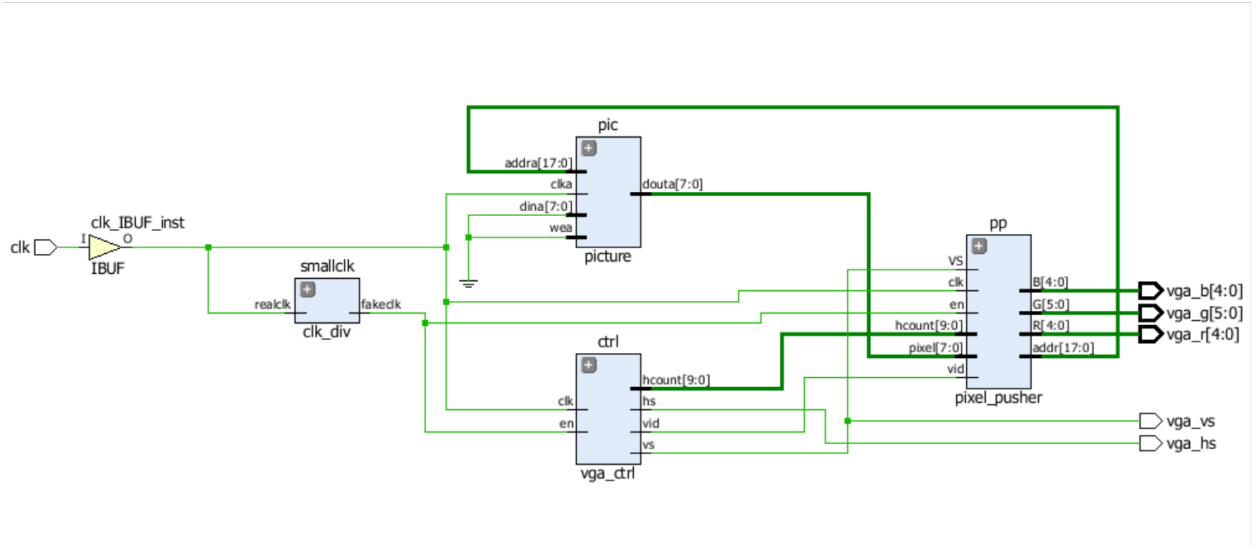 clk
clk_IBUF_inst
I
O
IBUF
smallclk
realclk
fakeclk
clk_div
pic
addra[17:0]
clka
dina[7:0]
wea
douta[7:0]
picture
ctrl
clk
en
hcount[9:0]
hs
vid
vs
vga_ctrl
pp
VS
clk
en
hcount[9:0]
pixel[7:0]
vid
B[4:0]
G[5:0]
R[4:0]
addr[17:0]
pixel_pusher
vga_b[4:0]
vga_g[5:0]
vga_r[4:0]
vga_vs
vga_hs